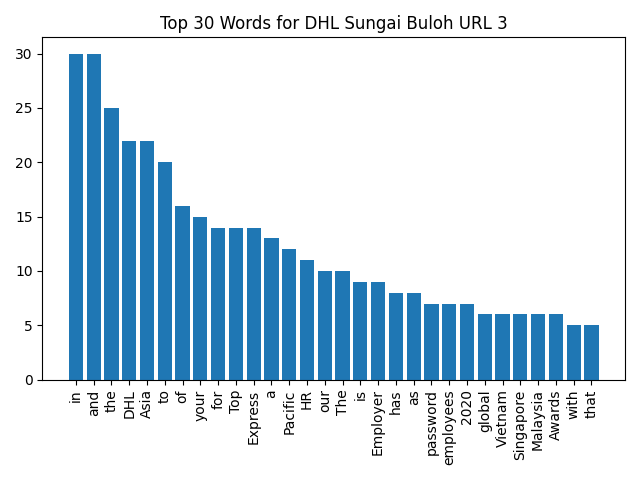 Top 30 Words for DHL Sungai Buloh URL 3
30
25
20
15
10
5
0
in
and
the
DHL
Asia
to
of
your
for
Top
Express
a
Pacific
HR
our
The
is
Employer
has
as
password
employees
2020
global
Vietnam
Singapore
Malaysia
Awards
with
that